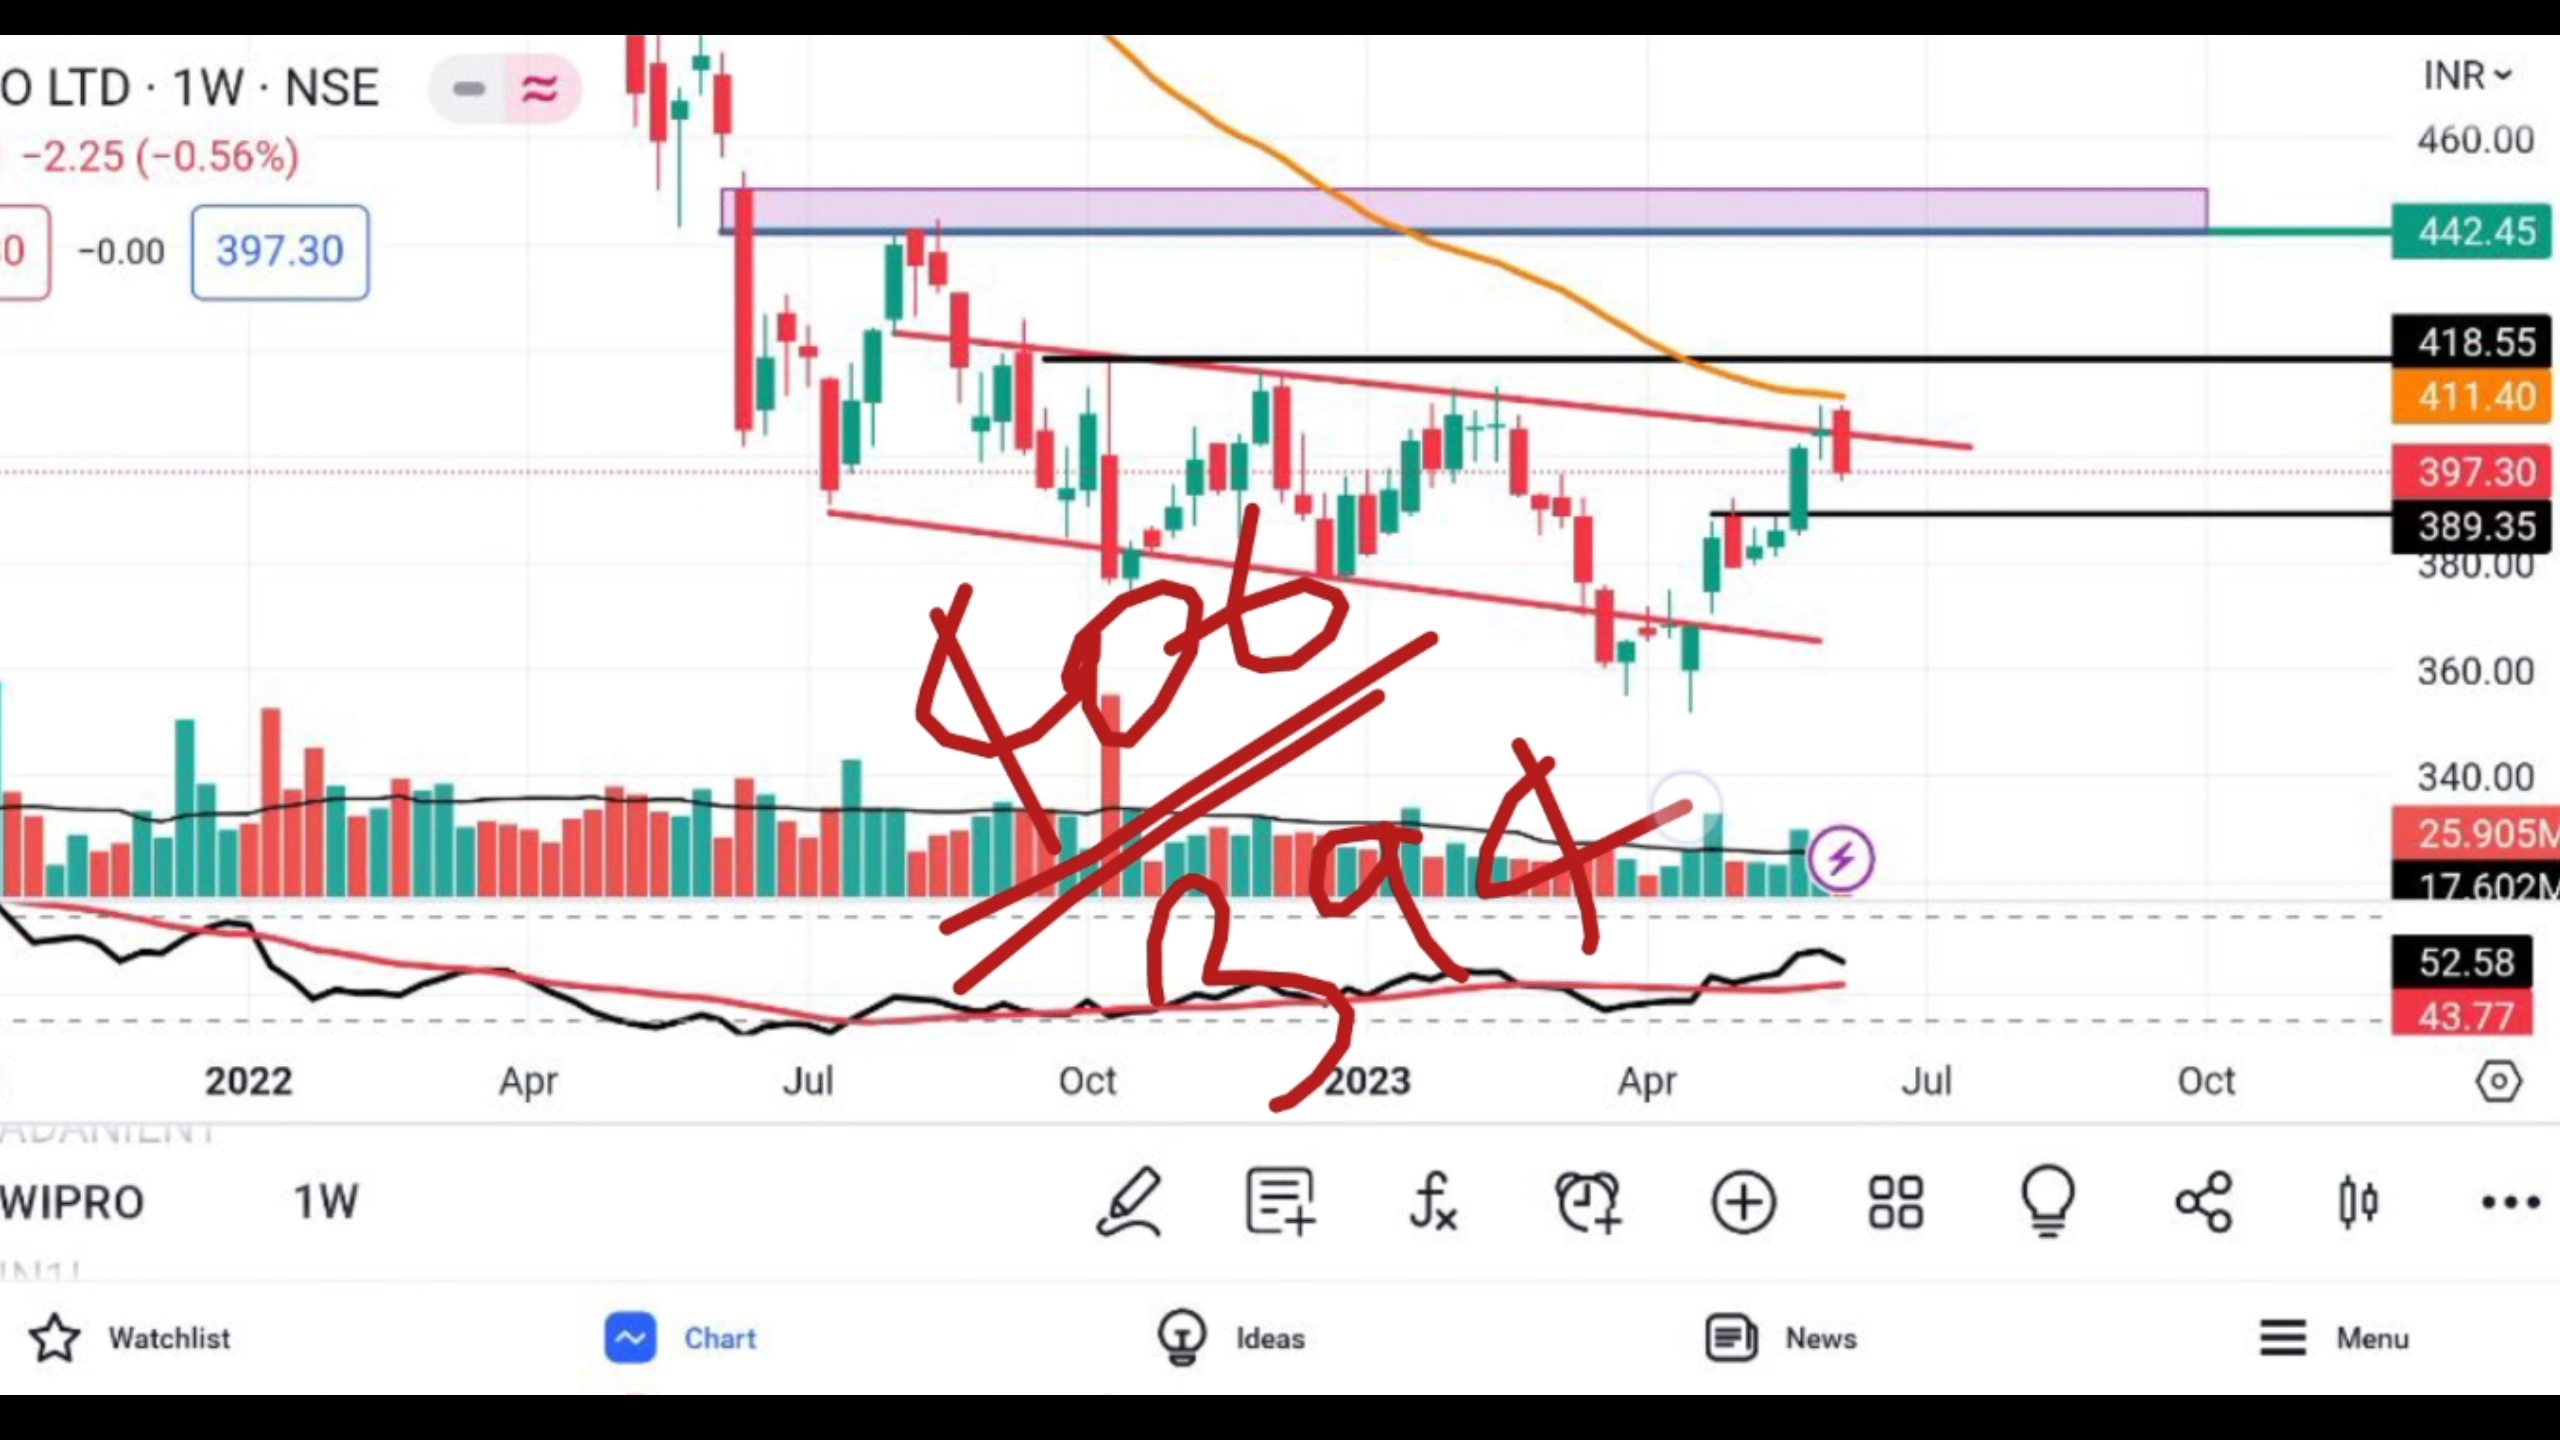 O LTD · 1W · NSE
INR
−2.25 (−0.56%)
460.00
0 −0.00 397.30
442.45
418.55
411.40
397.30
389.35
380.00
360.00
340.00
25.905M
17.602M
52.58
43.77
406
394
2022 Apr Jul Oct 2023 Apr Jul Oct
ADANIENT
WIPRO 1W
Watchlist Chart Ideas News Menu